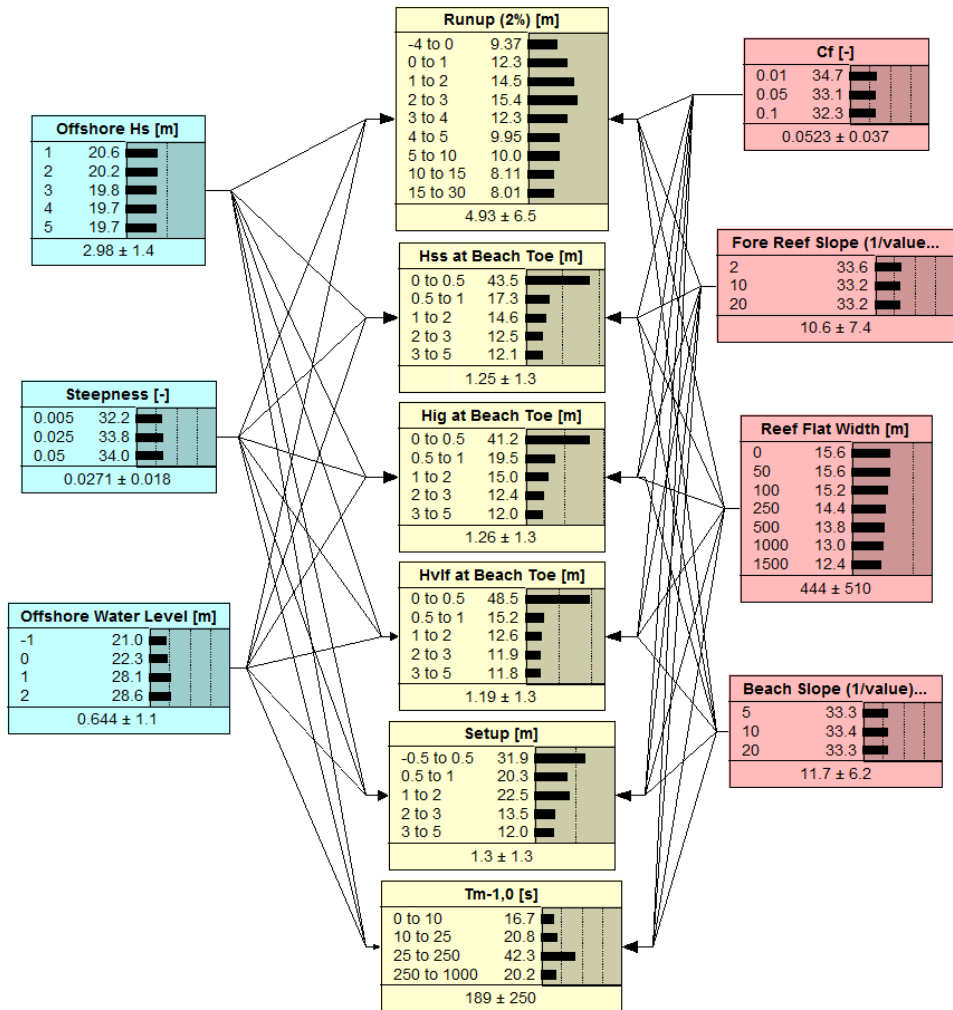 Runup (2%) [m]
-4 to 0 9.37
0 to 1 12.3
1 to 2 14.5
2 to 3 15.4
3 to 4 12.3
4 to 5 9.95
5 to 10 10.0
10 to 15 8.11
15 to 30 8.01
4.93 ± 6.5
Cf [-]
0.01 34.7
0.05 33.1
0.1 32.3
0.0523 ± 0.037
Offshore Hs [m]
1 20.6
2 20.2
3 19.8
4 19.7
5 19.7
2.98 ± 1.4
Hss at Beach Toe [m]
0 to 0.5 43.5
0.5 to 1 17.3
1 to 2 14.6
2 to 3 12.5
3 to 5 12.1
1.25 ± 1.3
Fore Reef Slope (1/value...
2 33.6
10 33.2
20 33.2
10.6 ± 7.4
Steepness [-]
0.005 32.2
0.025 33.8
0.05 34.0
0.0271 ± 0.018
Hig at Beach Toe [m]
0 to 0.5 41.2
0.5 to 1 19.5
1 to 2 15.0
2 to 3 12.4
3 to 5 12.0
1.26 ± 1.3
Reef Flat Width [m]
0 15.6
50 15.6
100 15.2
250 14.4
500 13.8
1000 13.0
1500 12.4
444 ± 510
Offshore Water Level [m]
-1 21.0
0 22.3
1 28.1
2 28.6
0.644 ± 1.1
Hvlf at Beach Toe [m]
0 to 0.5 48.5
0.5 to 1 15.2
1 to 2 12.6
2 to 3 11.9
3 to 5 11.8
1.19 ± 1.3
Beach Slope (1/value)...
5 33.3
10 33.4
20 33.3
11.7 ± 6.2
Setup [m]
-0.5 to 0.5 31.9
0.5 to 1 20.3
1 to 2 22.5
2 to 3 13.5
3 to 5 12.0
1.3 ± 1.3
Tm-1,0 [s]
0 to 10 16.7
10 to 25 20.8
25 to 250 42.3
250 to 1000 20.2
189 ± 250